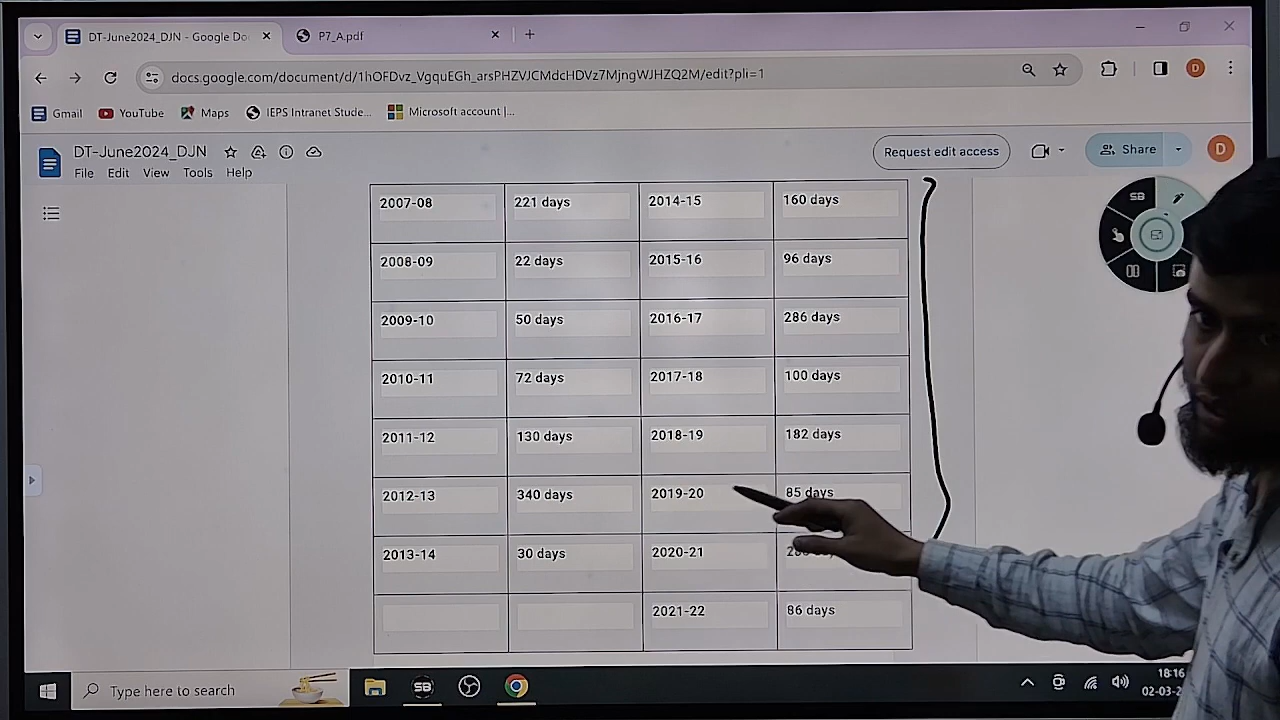 DT-June2024_DJN - Google Do
P7_A.pdf
docs.google.com/document/d/1hOFDvz_VgquEGh_arsPHZVJCMdcHDVz7MjngWJHZQ2M/edit?pli=1
D
Gmail
YouTube
Maps
IEPS Intranet Stude...
Microsoft account |...
DT-June2024_DJN
Request edit access
Share
D
File Edit View Tools Help
SB
2007-08 221 days 2014-15 160 days
2008-09 22 days 2015-16 96 days
2009-10 50 days 2016-17 286 days
2010-11 72 days 2017-18 100 days
2011-12 130 days 2018-19 182 days
2012-13 340 days 2019-20 85 days
2013-14 30 days 2020-21
2021-22 86 days
Type here to search
SB
18:16
02-03-2